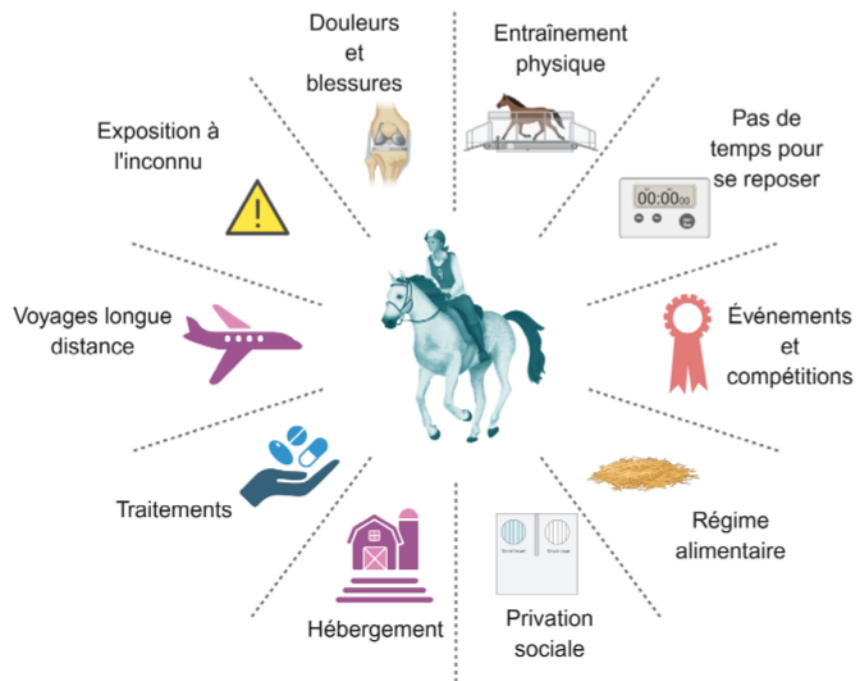 Douleurs
et
blessures
Entraînement
physique
Pas de
temps pour
se reposer
00:00 00
Événements
et
compétitions
Régime
alimentaire
Privation
sociale
Hébergement
Traitements
Voyages longue
distance
Exposition à
l'inconnu